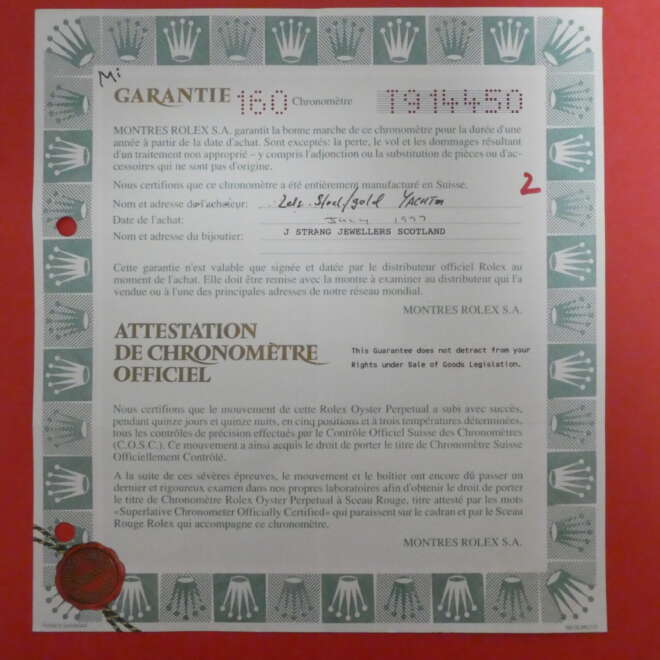 Mi
GARANTIE 160 Chronomètre T914450
MONTRES ROLEX S.A. garantit la bonne marche de ce chronomètre pour la durée d'une
année à partir de la date d'achat. Sont exceptés: la perte, le vol et les dommages résultant
d'un traitement non approprié – y compris l'adjonction ou la substitution de pièces ou d'ac-
cessoires qui ne sont pas d'origine.
Nous certifions que ce chronomètre a été entièrement manufacturé en Suisse.
2
Nom et adresse de l'acheteur: Steel/gold YACHTM
Date de l'achat: JULY 1997
Nom et adresse du bijoutier: J STRANG JEWELLERS SCOTLAND
Cette garantie n'est valable que signée et datée par le distributeur officiel Rolex au
moment de l'achat. Elle doit être remise avec la montre à examiner au distributeur qui l'a
vendue ou à l'une des principales adresses de notre réseau mondial.
MONTRES ROLEX S.A.
ATTESTATION
DE CHRONOMÈTRE
OFFICIEL
This Guarantee does not detract from your
Rights under Sale of Goods Legislation.
Nous certifions que le mouvement de cette Rolex Oyster Perpetual a subi avec succès,
pendant quinze jours et quinze nuits, en cinq positions et à trois températures déterminées,
tous les contrôles de précision effectués par le Contrôle Officiel Suisse des Chronomètres
(C.O.S.C.). Ce mouvement a ainsi acquis le droit de porter le titre de Chronomètre Suisse
Officiellement Contrôlé.
A la suite de ces sévères épreuves, le mouvement et le boîtier ont encore dû passer un
dernier et rigoureux examen dans nos propres laboratoires afin d'obtenir le droit de porter
le titre de Chronomètre Rolex Oyster Perpetual à Sceau Rouge, titre attesté par les mots
«Superlative Chronometer Officially Certified» qui paraissent sur le cadran et par le Sceau
Rouge Rolex qui accompagne ce chronomètre.
MONTRES ROLEX S.A.